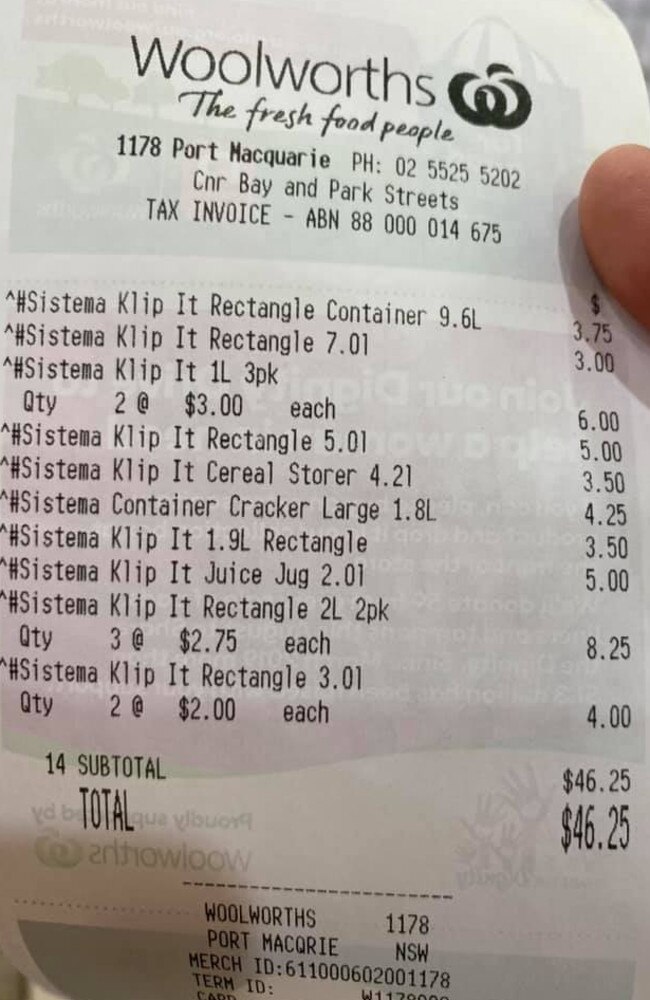 Woolworths
The fresh food people
1178 Port Macquarie PH: 02 5525 5202
Cnr Bay and Park Streets
TAX INVOICE - ABN 88 000 014 675
$
^#Sistema Klip It Rectangle Container 9.6L 3.75
^#Sistema Klip It Rectangle 7.0l 3.00
^#Sistema Klip It 1L 3pk
Qty 2 @ $3.00 each 6.00
^#Sistema Klip It Rectangle 5.0l 5.00
^#Sistema Klip It Cereal Storer 4.2l 3.50
^#Sistema Container Cracker Large 1.8L 4.25
^#Sistema Klip It 1.9L Rectangle 3.50
^#Sistema Klip It Juice Jug 2.0l 5.00
^#Sistema Klip It Rectangle 2L 2pk
Qty 3 @ $2.75 each 8.25
^#Sistema Klip It Rectangle 3.0l
Qty 2 @ $2.00 each 4.00
14 SUBTOTAL $46.25
TOTAL $46.25
WOOLWORTHS 1178
PORT MACQRIE NSW
MERCH ID:611000602001178
TERM ID:
CARD